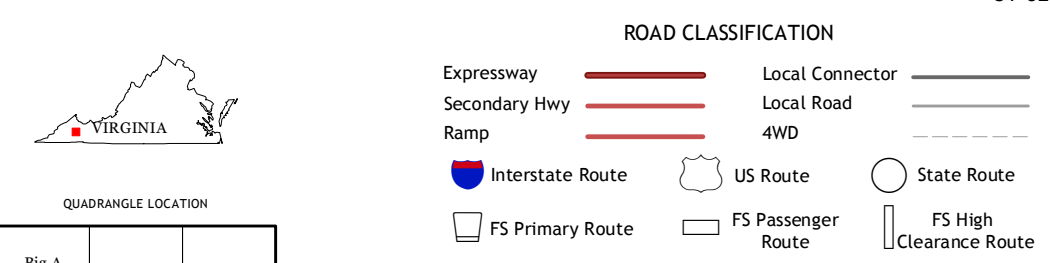 ROAD CLASSIFICATION
Expressway
Local Connector
Secondary Hwy
Local Road
Ramp
4WD
VIRGINIA
Interstate Route
US Route
State Route
QUADRANGLE LOCATION
FS Primary Route
FS Passenger
Route
FS High
Clearance Route
Big A